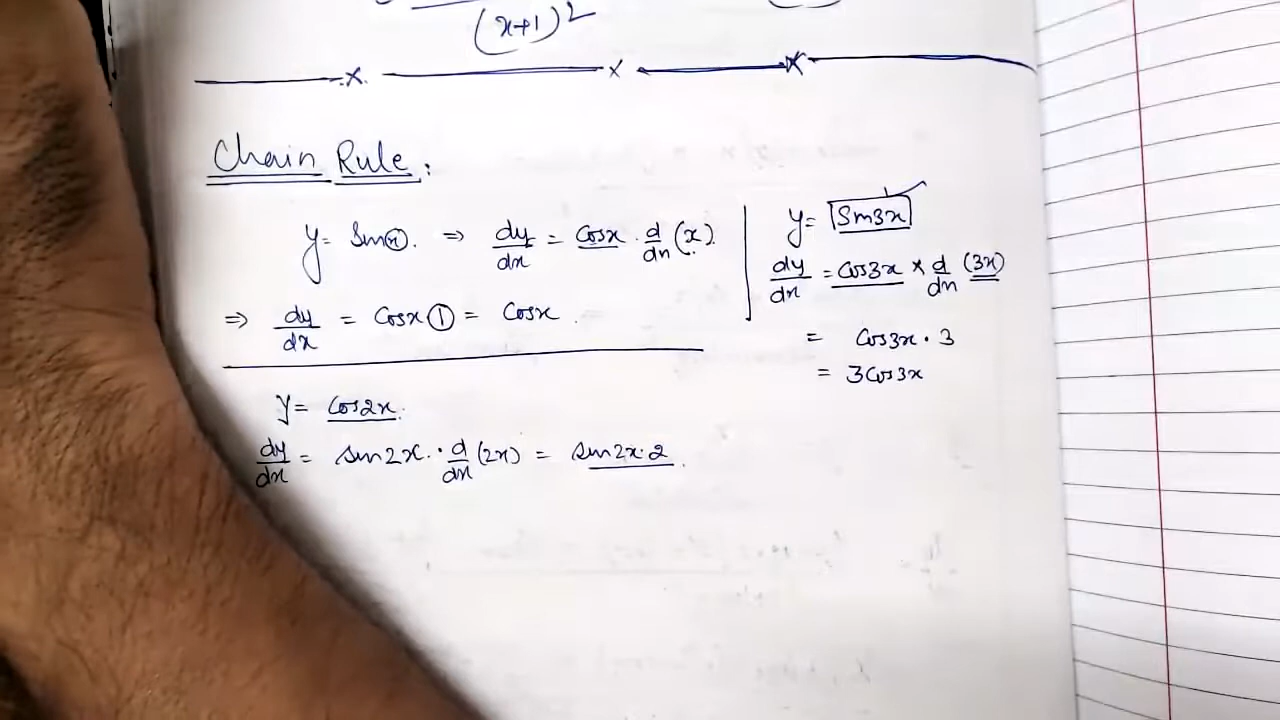 (x+1)2
x x x
Chain Rule:
y= Sinx. ⇒ dy/dx = Cosx . d/dx (x).
⇒ dy/dx = Cosx 1 = Cosx .
y= Sin3x
dy/dx = Cos3x × d/dx (3x)
= Cos3x . 3
= 3Cos3x
y= Cos2x.
dy/dx = Sin2x. . d/dx (2x) = Sin2x.2 .